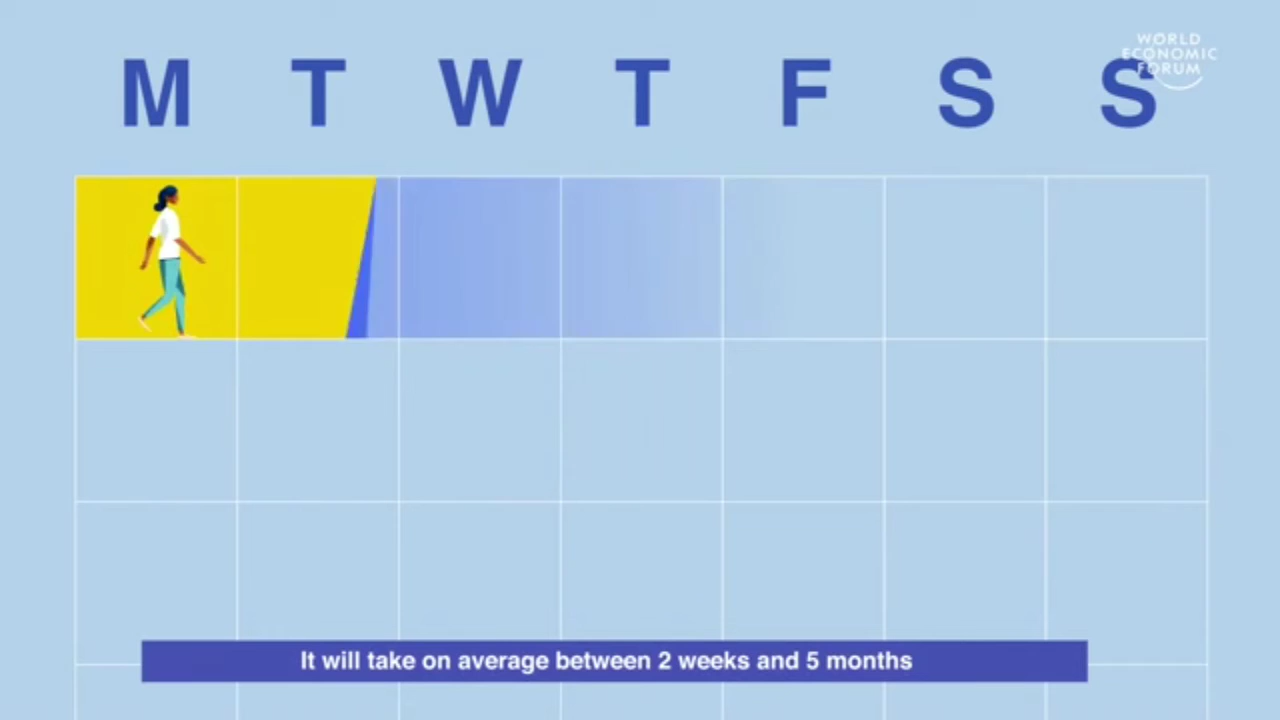 WORLD
ECONOMIC
FORUM
M T W T F S S
It will take on average between 2 weeks and 5 months